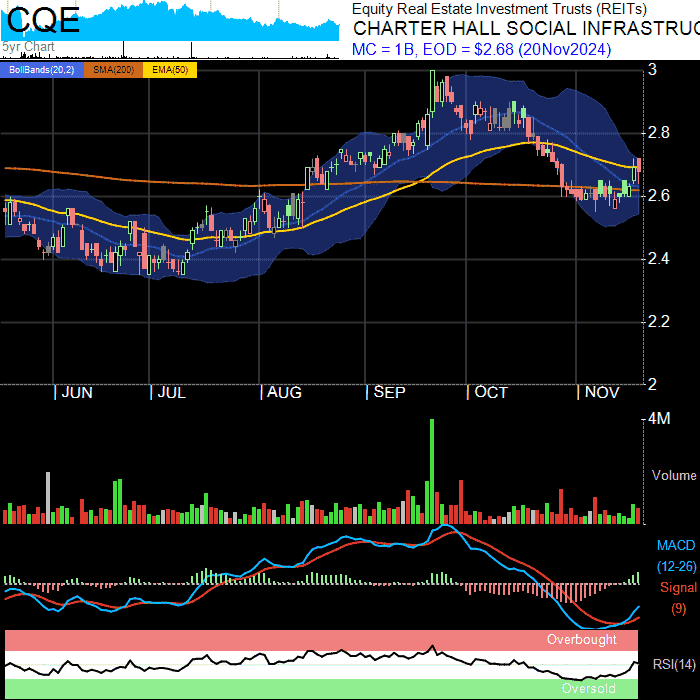 CQE
5yr Chart
Equity Real Estate Investment Trusts (REITs)
CHARTER HALL SOCIAL INFRASTRUC
MC = 1B, EOD = $2.68 (20Nov2024)
BollBands(20,2) SMA(200) EMA(50)
3
2.8
2.6
2.4
2.2
2
JUN JUL AUG SEP OCT NOV
4M
Volume
MACD
(12-26)
Signal
(9)
Overbought
RSI(14)
Oversold